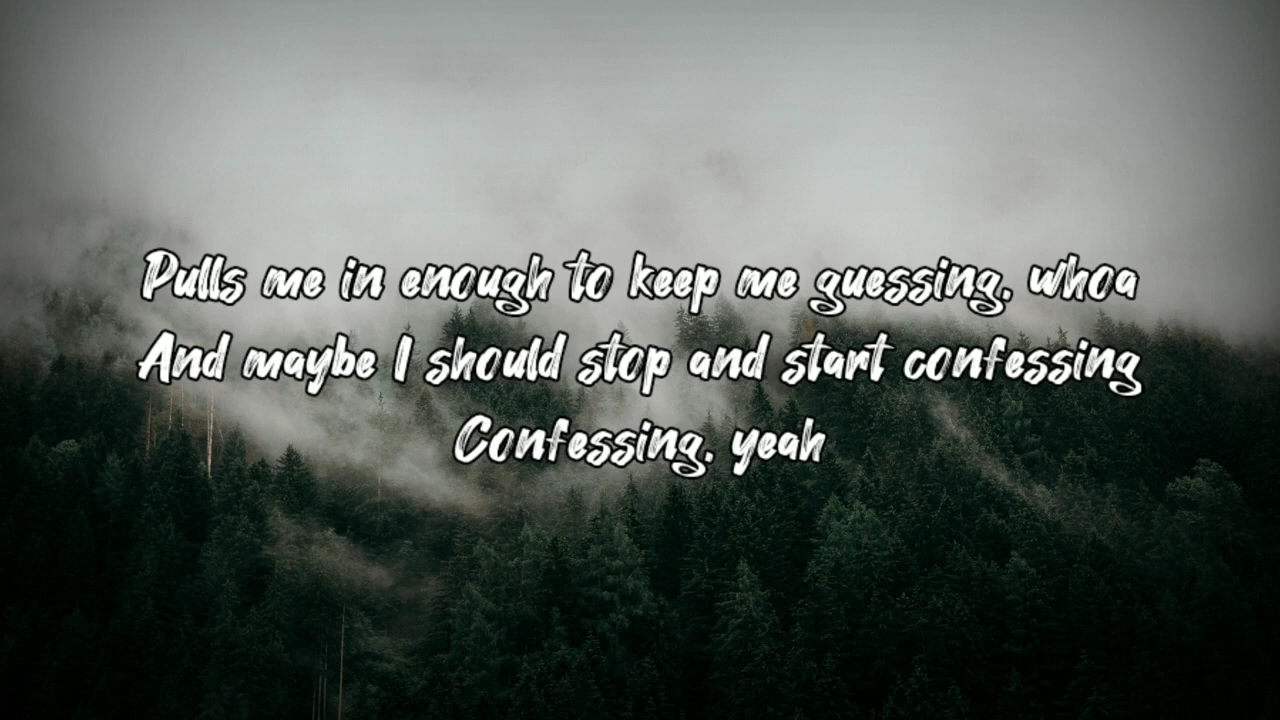 Pulls me in enough to keep me guessing, whoa
And maybe I should stop and start confessing
Confessing, yeah